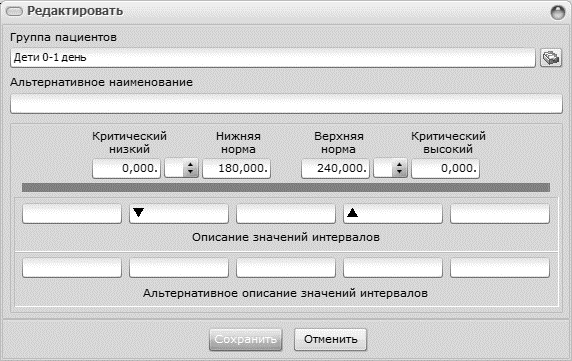 Редактировать
Группа пациентов
Дети 0-1 день
Альтернативное наименование
Критический низкий
Нижняя норма
Верхняя норма
Критический высокий
0,000.
180,000.
240,000.
0,000.
Описание значений интервалов
Альтернативное описание значений интервалов
Сохранить
Отменить